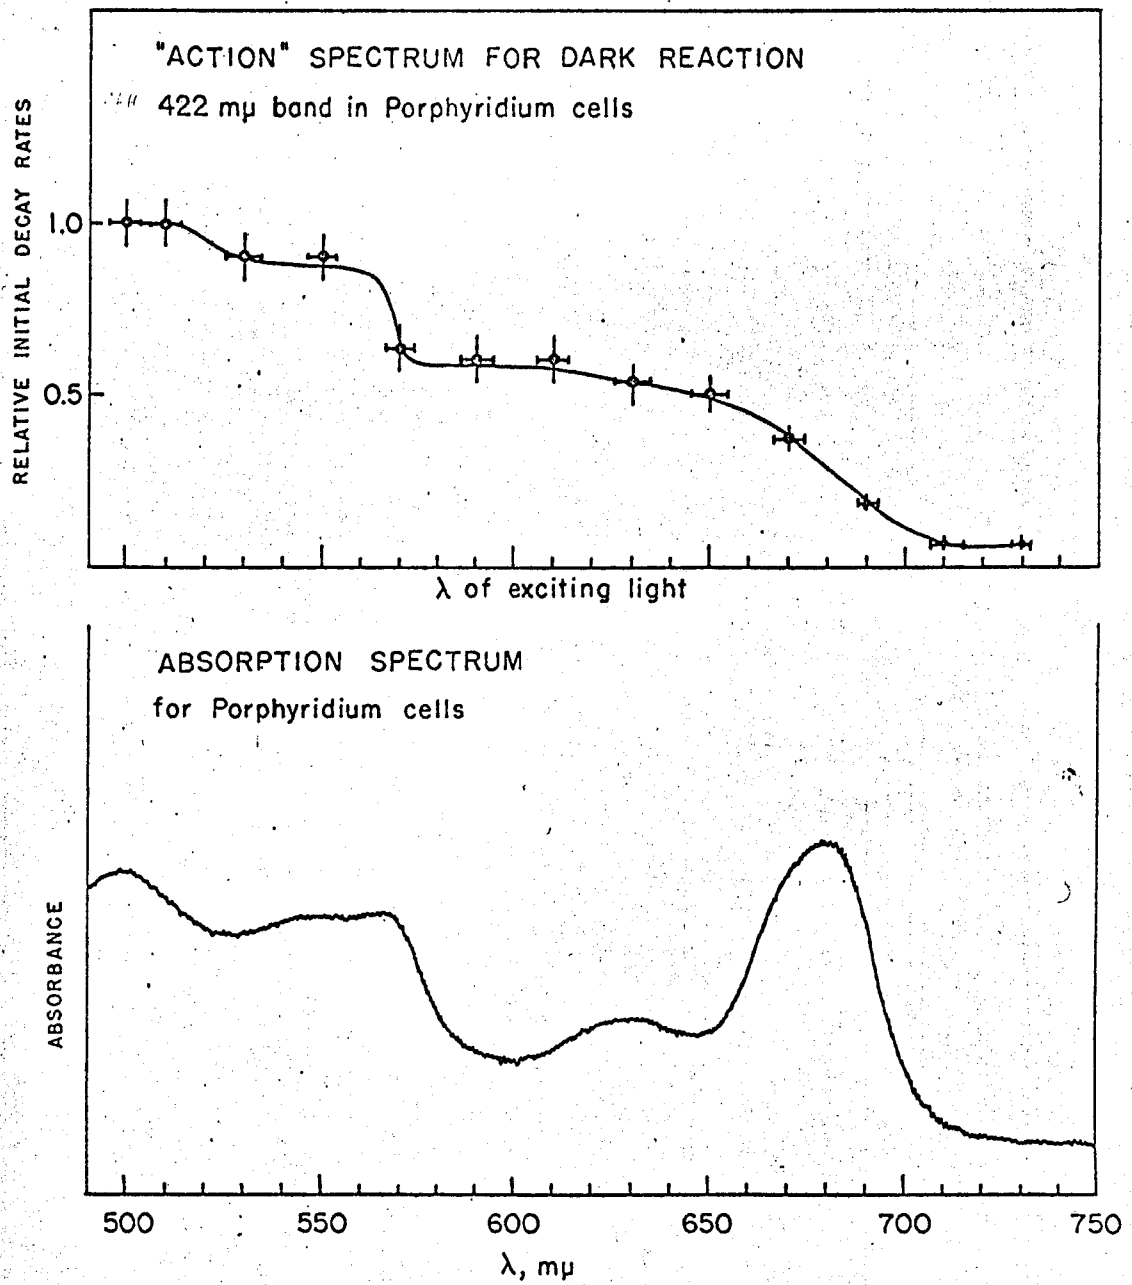 "ACTION" SPECTRUM FOR DARK REACTION
422 mµ band in Porphyridium cells
RELATIVE INITIAL DECAY RATES
1.0
0.5
λ of exciting light
ABSORPTION SPECTRUM
for Porphyridium cells
ABSORBANCE
500 550 600 650 700 750
λ, mµ